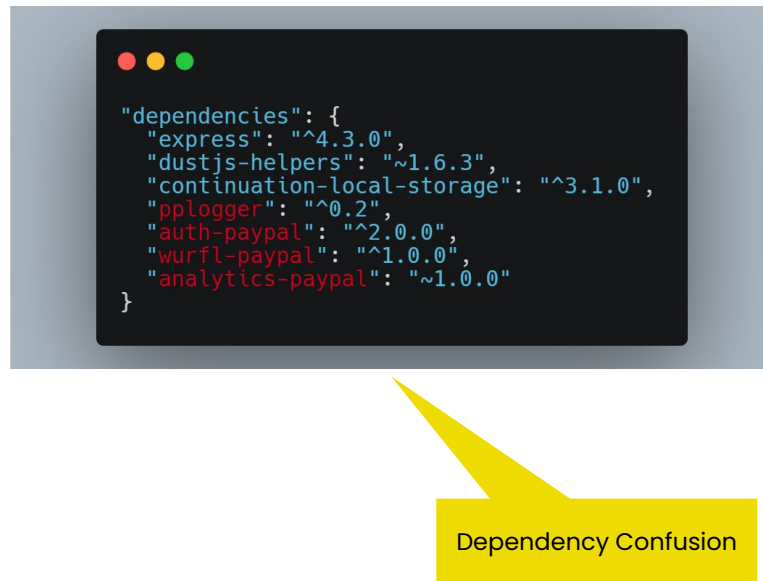 "dependencies": {
"express": "^4.3.0",
"dustjs-helpers": "~1.6.3",
"continuation-local-storage": "^3.1.0",
"pplogger": "^0.2",
"auth-paypal": "^2.0.0",
"wurfl-paypal": "^1.0.0",
"analytics-paypal": "~1.0.0"
}
Dependency Confusion